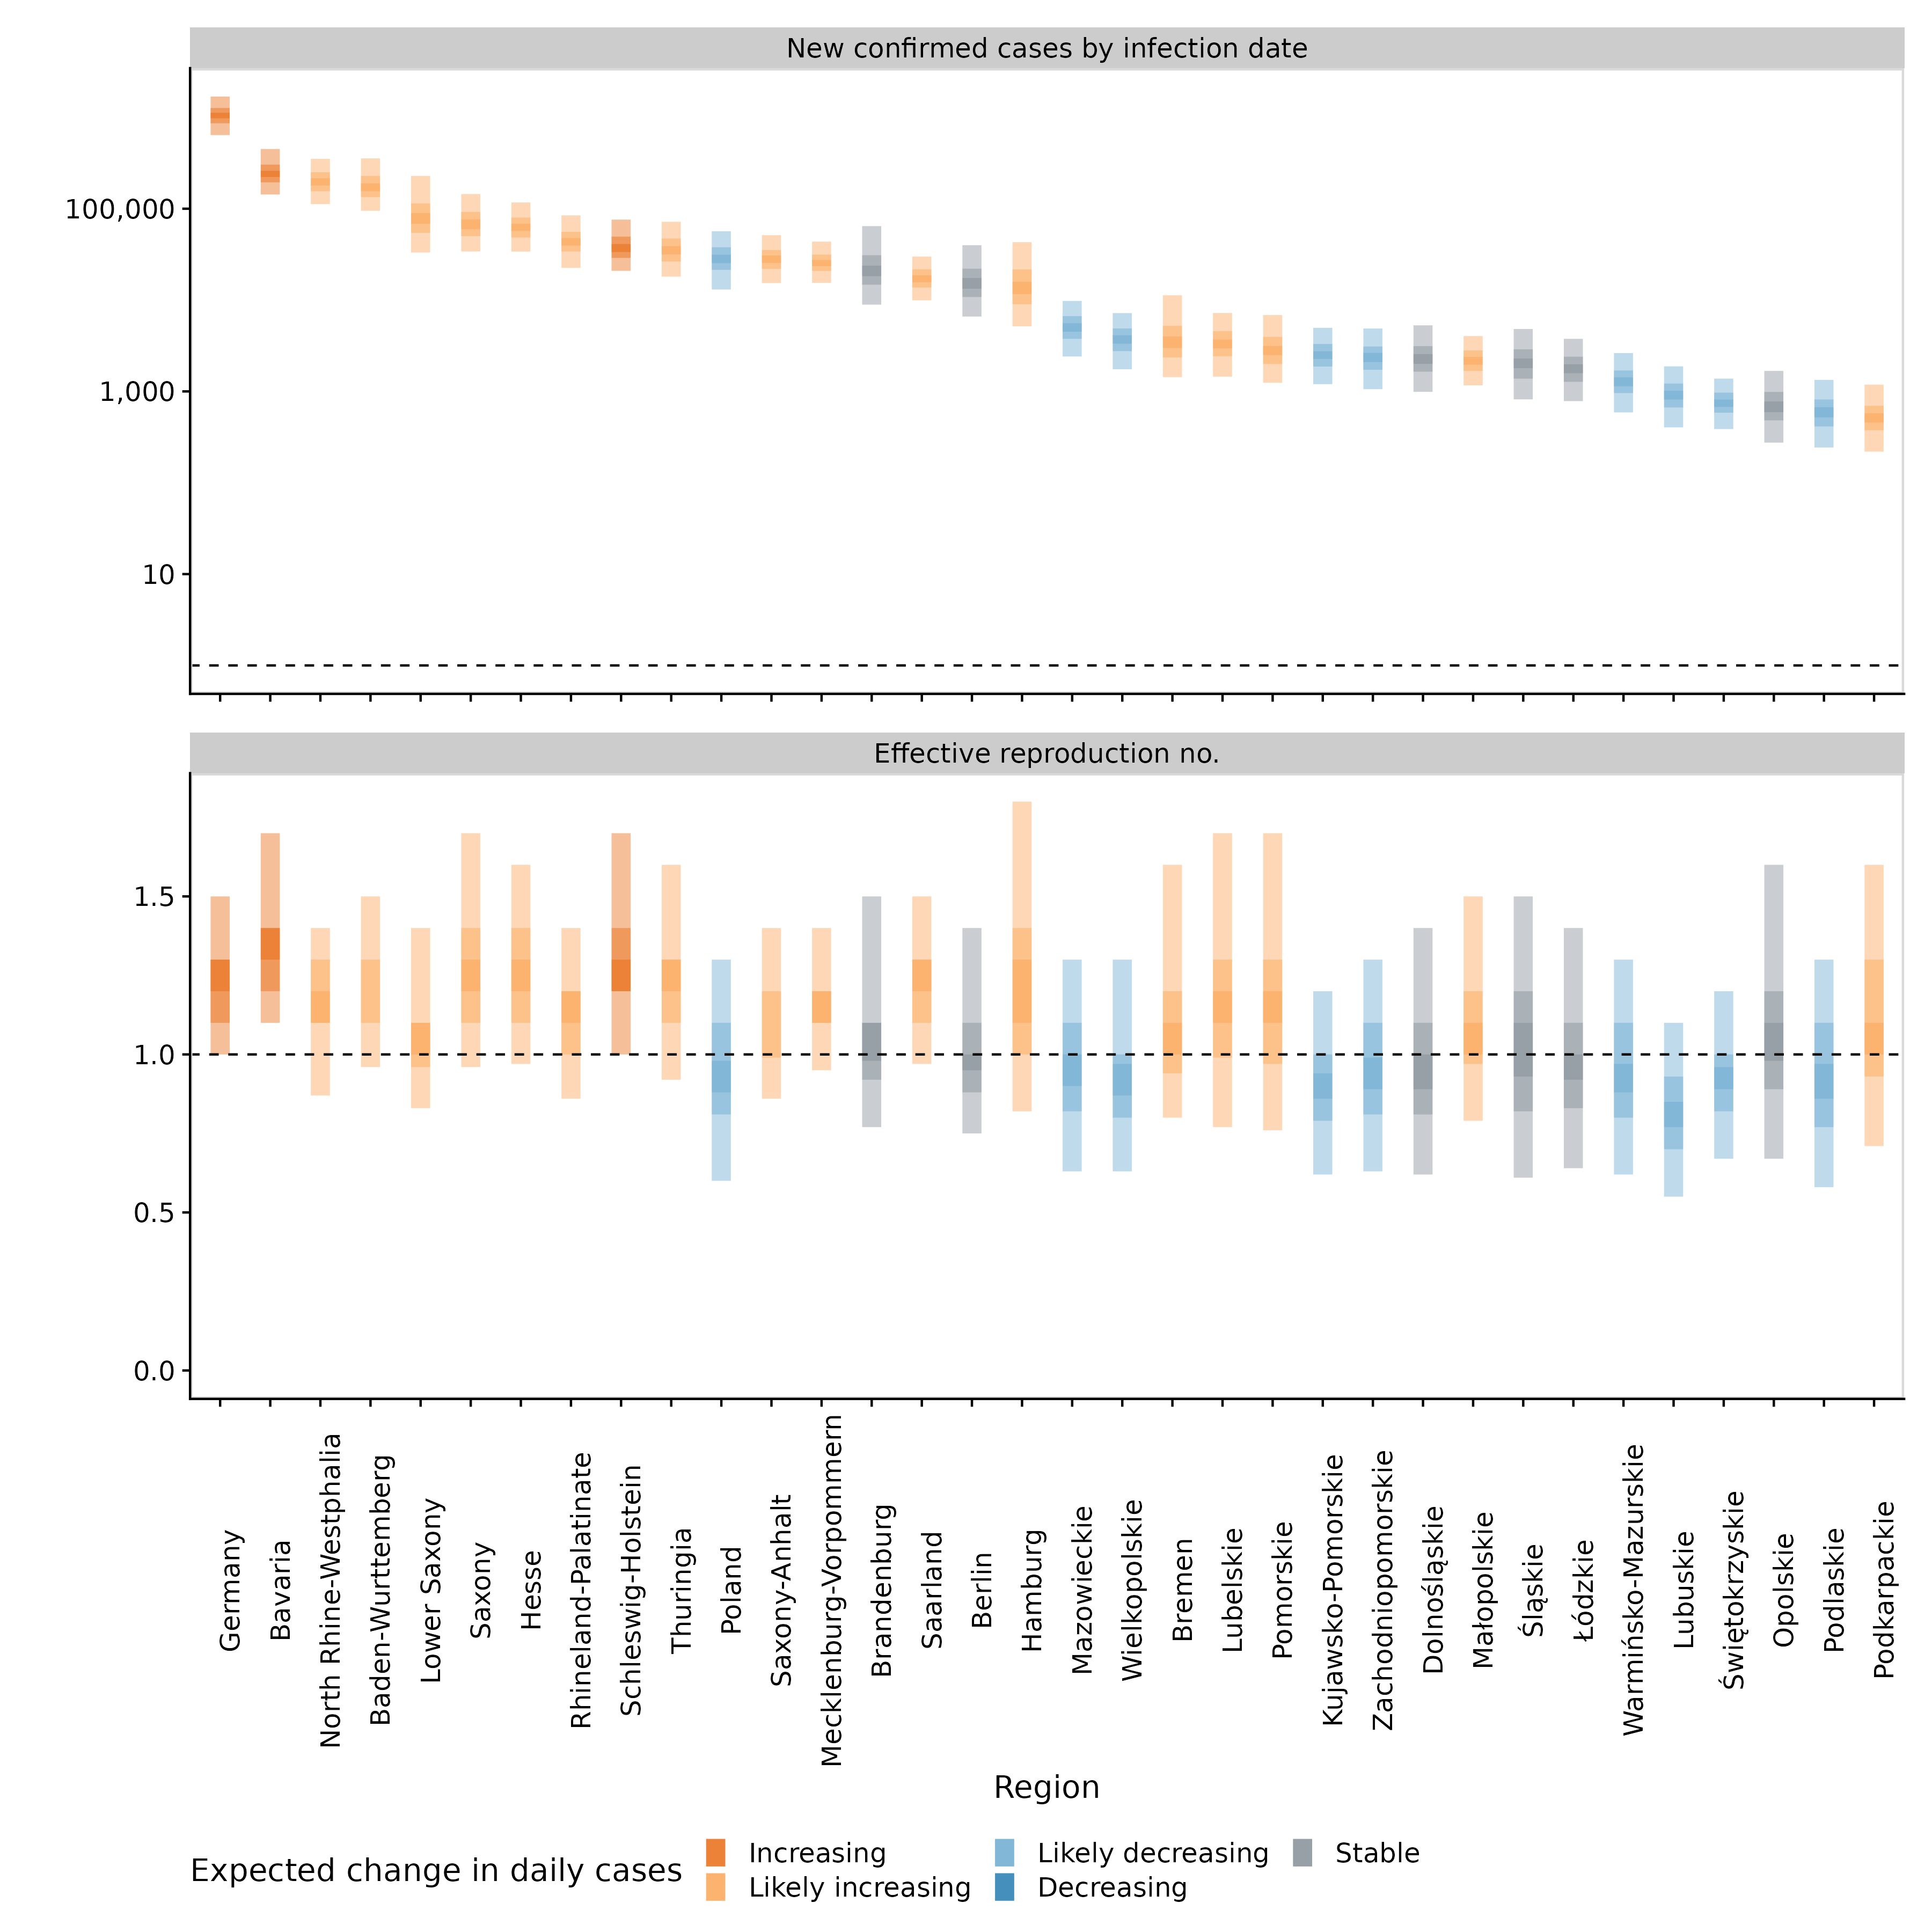 New confirmed cases by infection date
100,000
1,000
10
Effective reproduction no.
1.5
1.0
0.5
0.0
Germany
Bavaria
North Rhine-Westphalia
Baden-Wurttemberg
Lower Saxony
Saxony
Hesse
Rhineland-Palatinate
Schleswig-Holstein
Thuringia
Poland
Saxony-Anhalt
Mecklenburg-Vorpommern
Brandenburg
Saarland
Berlin
Hamburg
Mazowieckie
Wielkopolskie
Bremen
Lubelskie
Pomorskie
Kujawsko-Pomorskie
Zachodniopomorskie
Dolnośląskie
Małopolskie
Śląskie
Łódzkie
Warmińsko-Mazurskie
Lubuskie
Świętokrzyskie
Opolskie
Podlaskie
Podkarpackie
Region
Expected change in daily cases
Increasing
Likely increasing
Likely decreasing
Decreasing
Stable